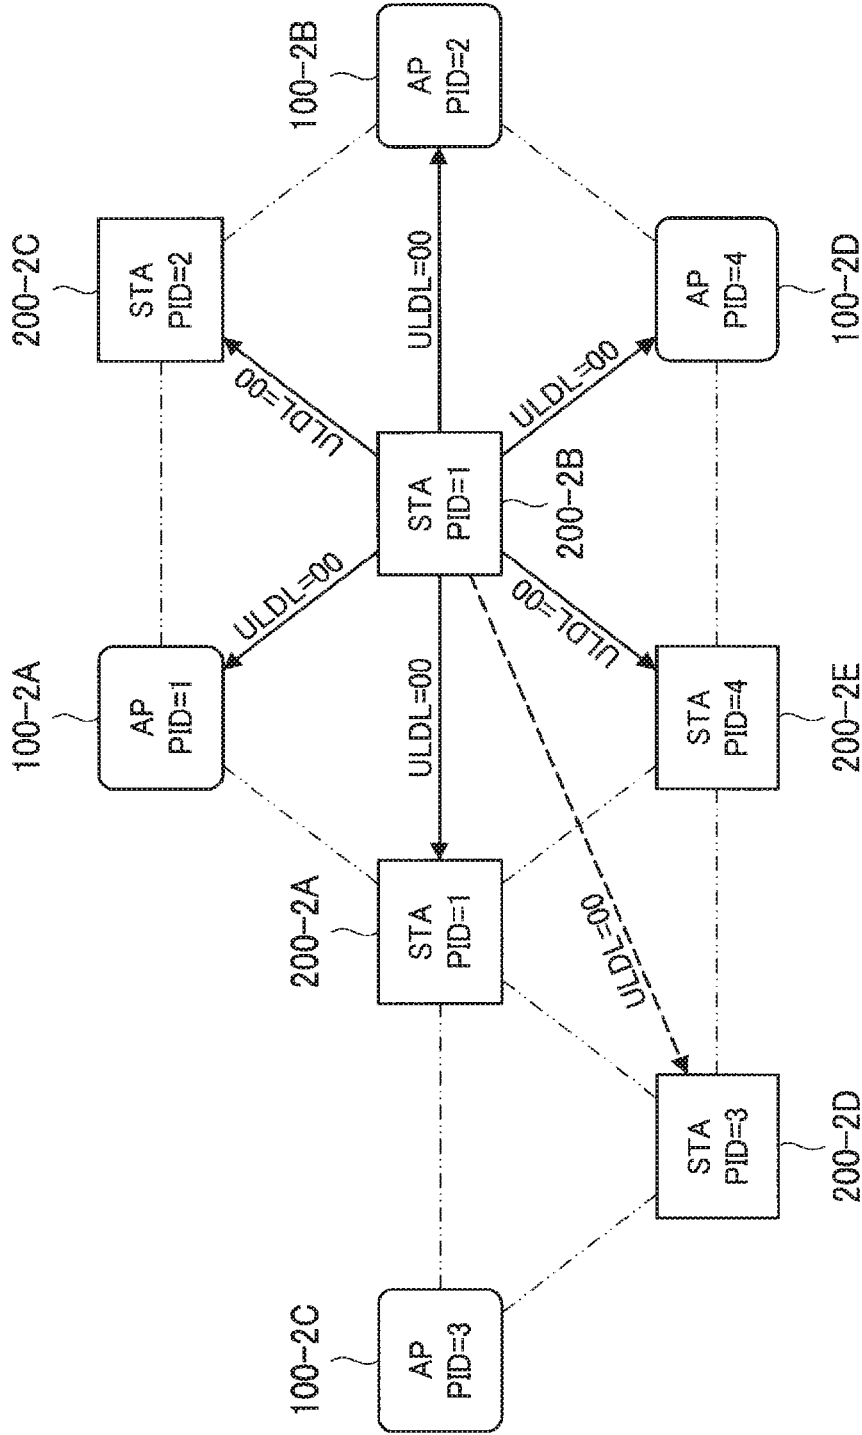 100-2A
200-2C
AP
PID=1
STA
PID=2
ULDL=00
ULDL=00
100-2C
200-2A
100-2B
AP
PID=3
STA
PID=1
ULDL=00
STA
PID=1
ULDL=00
AP
PID=2
200-2B
ULDL=00
ULDL=00
ULDL=00
STA
PID=3
STA
PID=4
AP
PID=4
200-2D
200-2E
100-2D